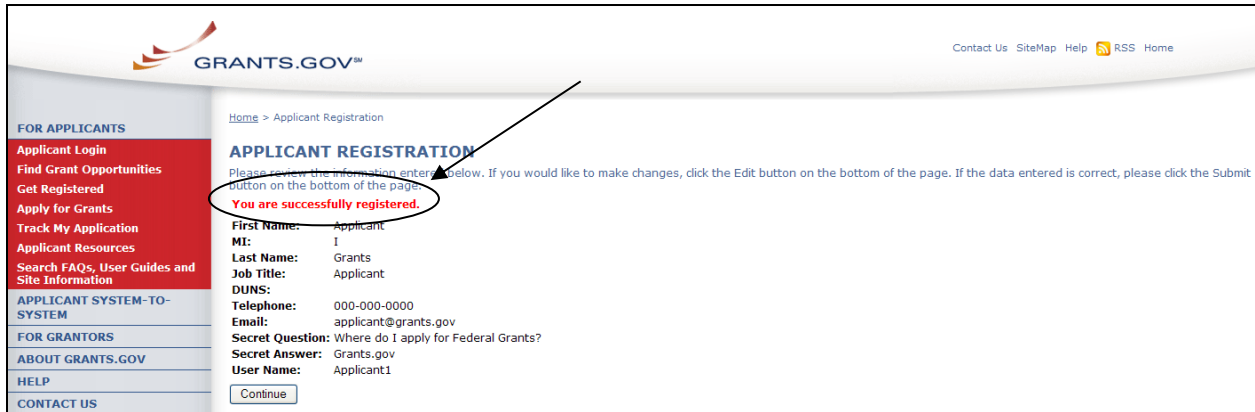 GRANTS.GOV℠
Contact Us SiteMap Help RSS Home
FOR APPLICANTS
Applicant Login
Find Grant Opportunities
Get Registered
Apply for Grants
Track My Application
Applicant Resources
Search FAQs, User Guides and
Site Information
APPLICANT SYSTEM-TO-
SYSTEM
FOR GRANTORS
ABOUT GRANTS.GOV
HELP
CONTACT US
Home > Applicant Registration
APPLICANT REGISTRATION
Please review the information entered below. If you would like to make changes, click the Edit button on the bottom of the page. If the data entered is correct, please click the Submit
button on the bottom of the page.
You are successfully registered.
First Name: Applicant
MI: I
Last Name: Grants
Job Title: Applicant
DUNS:
Telephone: 000-000-0000
Email: applicant@grants.gov
Secret Question: Where do I apply for Federal Grants?
Secret Answer: Grants.gov
User Name: Applicant1
Continue